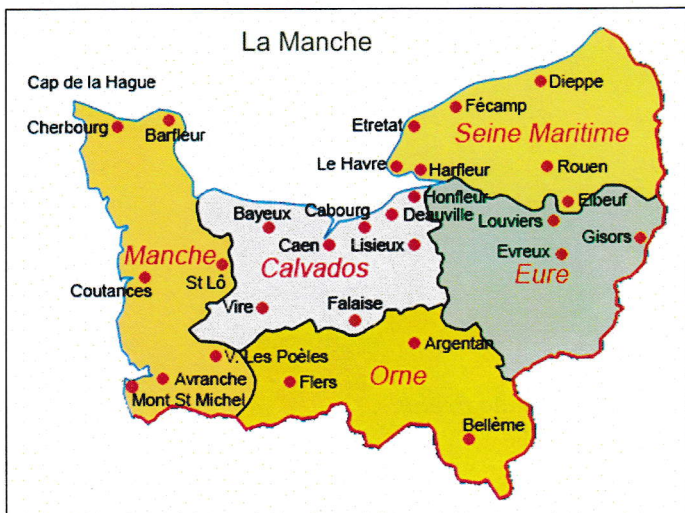 La Manche
Cap de la Hague
Dieppe
Fécamp
Cherbourg
Barfleur
Etretat
Seine Maritime
Le Havre
Harfleur
Rouen
Honfleur
Elbeuf
Bayeux
Cabourg
Deauville
Louviers
Gisors
Caen
Lisieux
Evreux
Manche
Calvados
Eure
St Lô
Coutances
Vire
Falaise
Argentan
V. Les Poèles
Orne
Avranche
Flers
Mont St Michel
Bellème